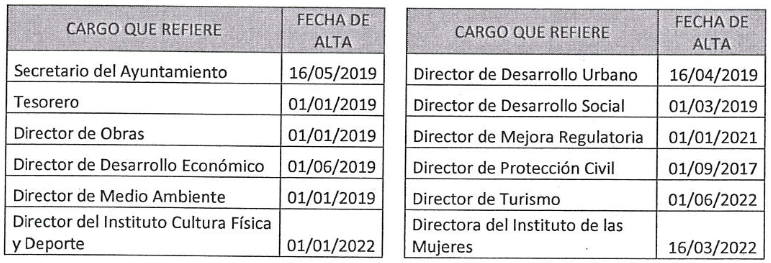 CARGO QUE REFIERE FECHA DE
ALTA
Secretario del Ayuntamiento 16/05/2019
Tesorero 01/01/2019
Director de Obras 01/01/2019
Director de Desarrollo Económico 01/06/2019
Director de Medio Ambiente 01/01/2019
Director del Instituto Cultura Física
y Deporte 01/01/2022
CARGO QUE REFIERE FECHA DE
ALTA
Director de Desarrollo Urbano 16/04/2019
Director de Desarrollo Social 01/03/2019
Director de Mejora Regulatoria 01/01/2021
Director de Protección Civil 01/09/2017
Director de Turismo 01/06/2022
Directora del Instituto de las
Mujeres 16/03/2022